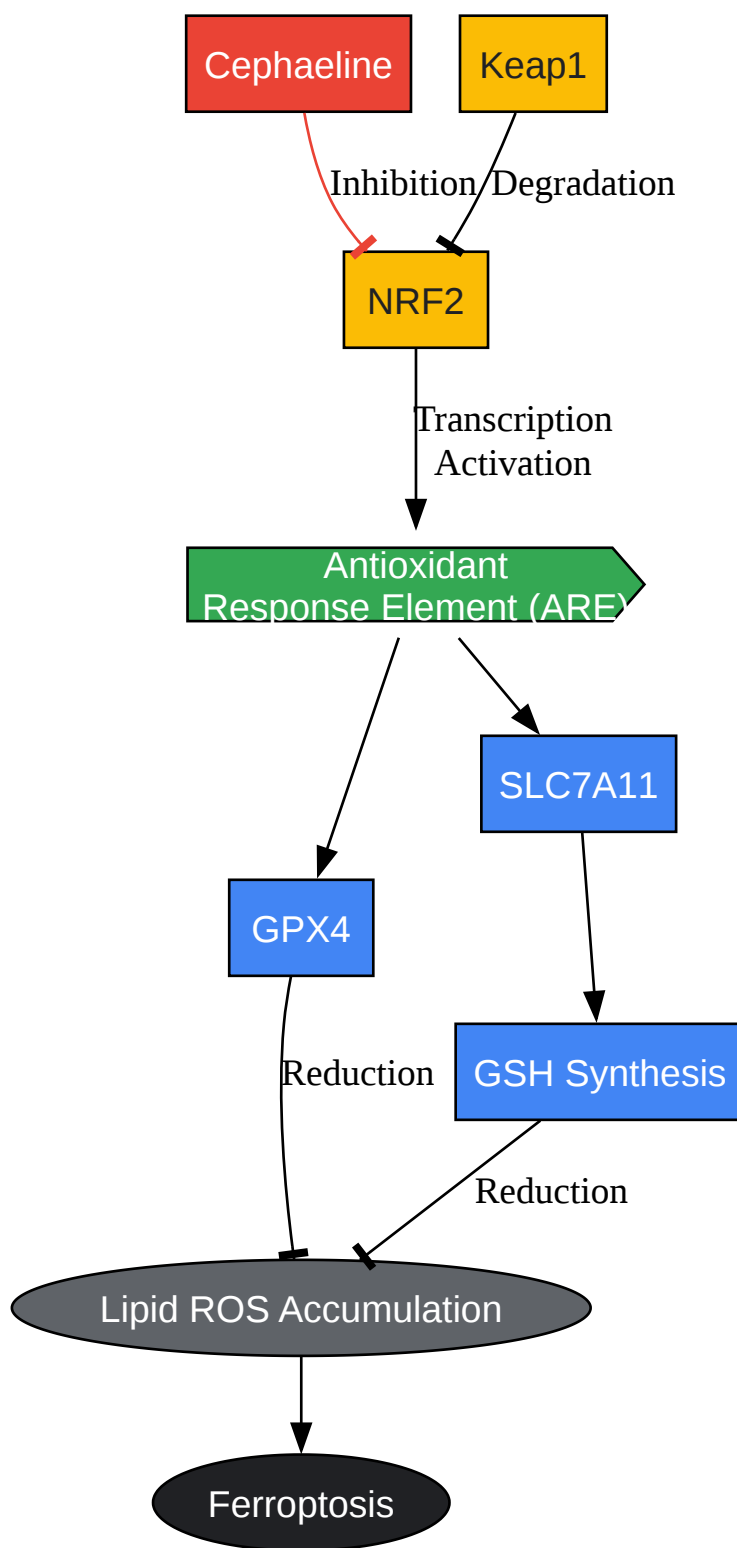 Cephaeline
Keap1
Inhibition
Degradation
NRF2
Transcription
Activation
Antioxidant
Response Element (ARE)
SLC7A11
GPX4
GSH Synthesis
Reduction
Reduction
Lipid ROS Accumulation
Ferroptosis